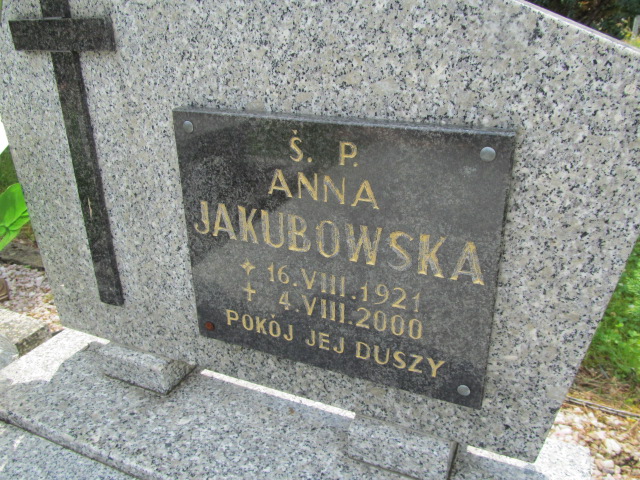 Ś. P.
ANNA
JAKUBOWSKA
* 16.VIII.1921
† 4.VIII.2000
POKÓJ JEJ DUSZY